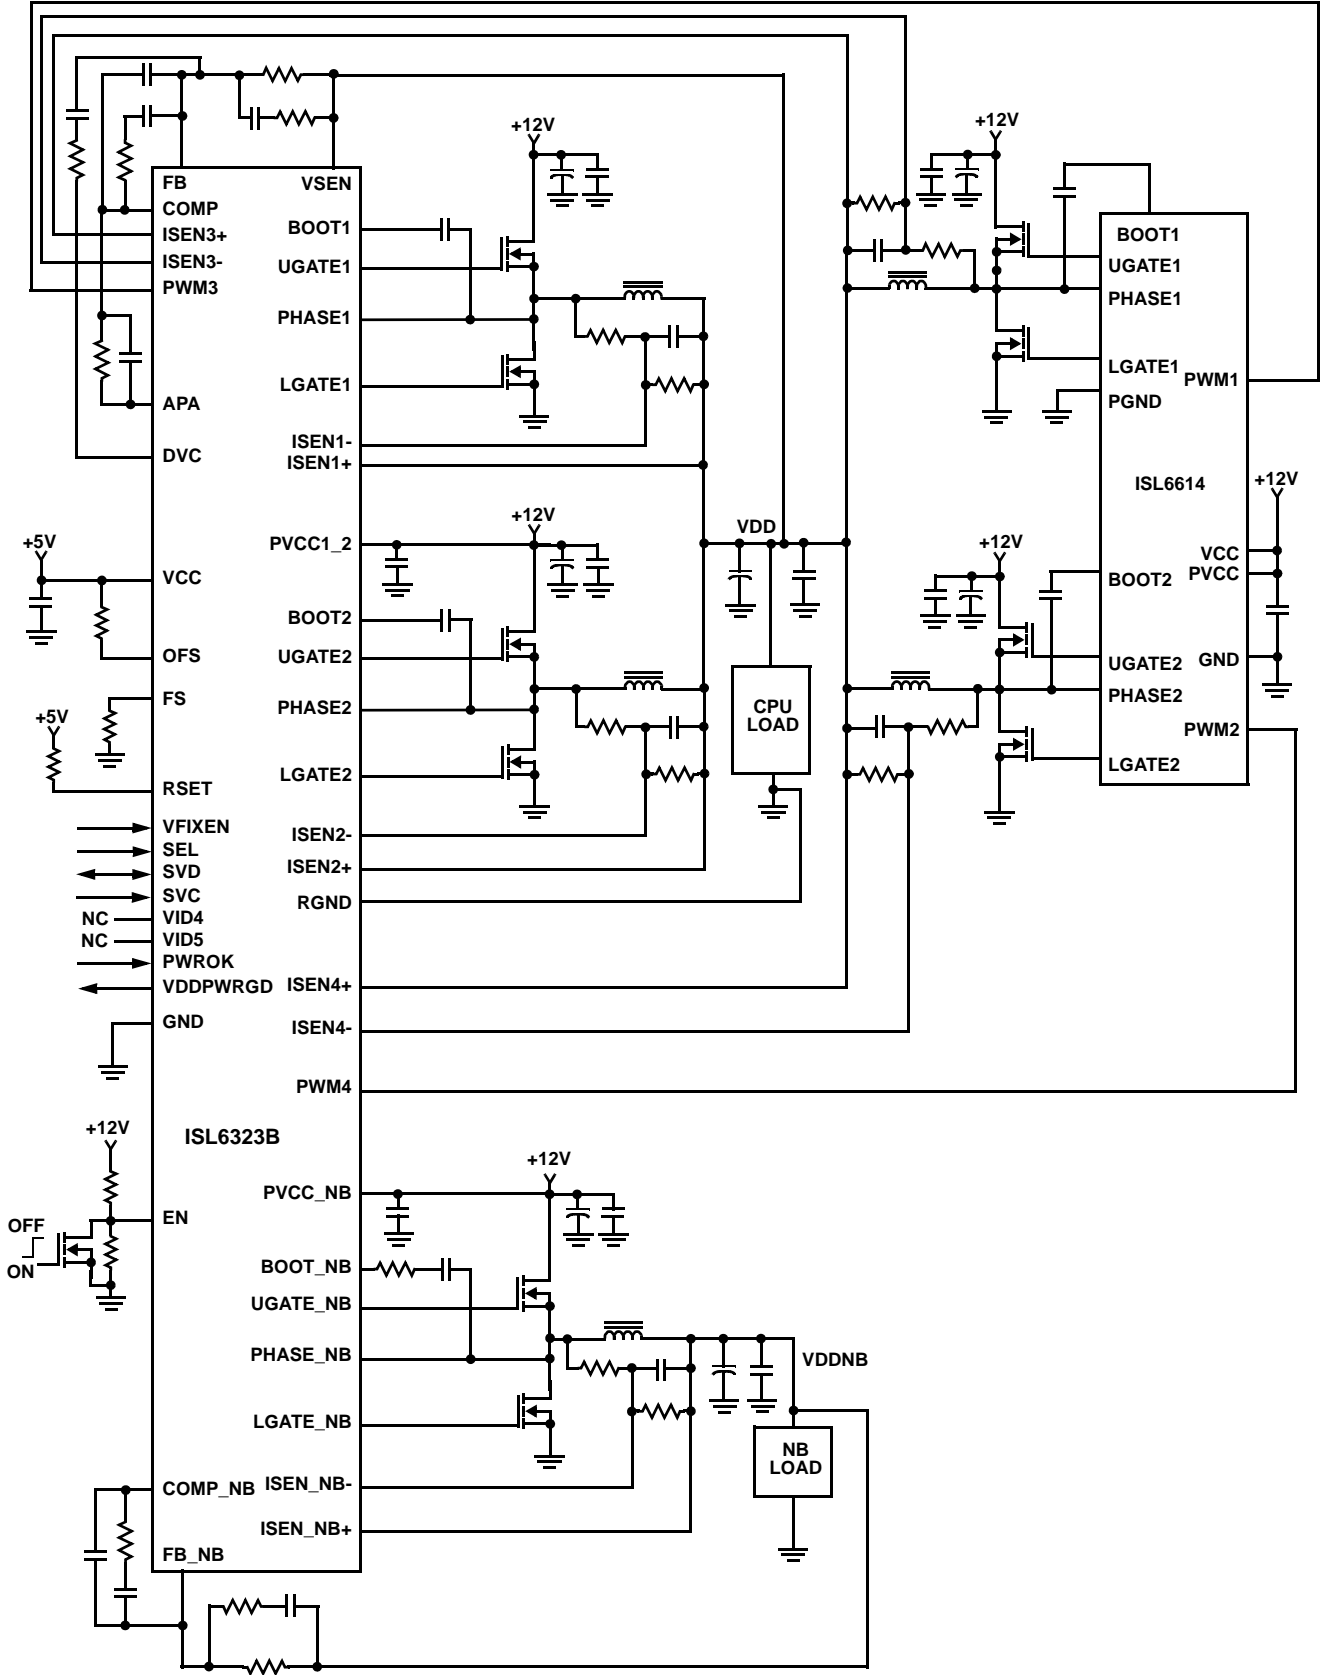 +12V
+12V
FB
VSEN
COMP
ISEN3+
ISEN3-
PWM3
APA
DVC
BOOT1
UGATE1
PHASE1
LGATE1
ISEN1-
ISEN1+
BOOT1
UGATE1
PHASE1
LGATE1
PWM1
PGND
ISL6614
+12V
+12V
PVCC1_2
VDD
+12V
VCC
PVCC
BOOT2
+5V
VCC
OFS
FS
+5V
RSET
BOOT2
UGATE2
PHASE2
LGATE2
CPU
LOAD
UGATE2
GND
PHASE2
PWM2
LGATE2
VFIXEN
SEL
SVD
SVC
NC
VID4
NC
VID5
PWROK
VDDPWRGD
GND
ISEN2-
ISEN2+
RGND
ISEN4+
ISEN4-
PWM4
+12V
ISL6323B
+12V
PVCC_NB
OFF
ON
EN
BOOT_NB
UGATE_NB
PHASE_NB
VDDNB
LGATE_NB
NB
LOAD
COMP_NB
ISEN_NB-
ISEN_NB+
FB_NB